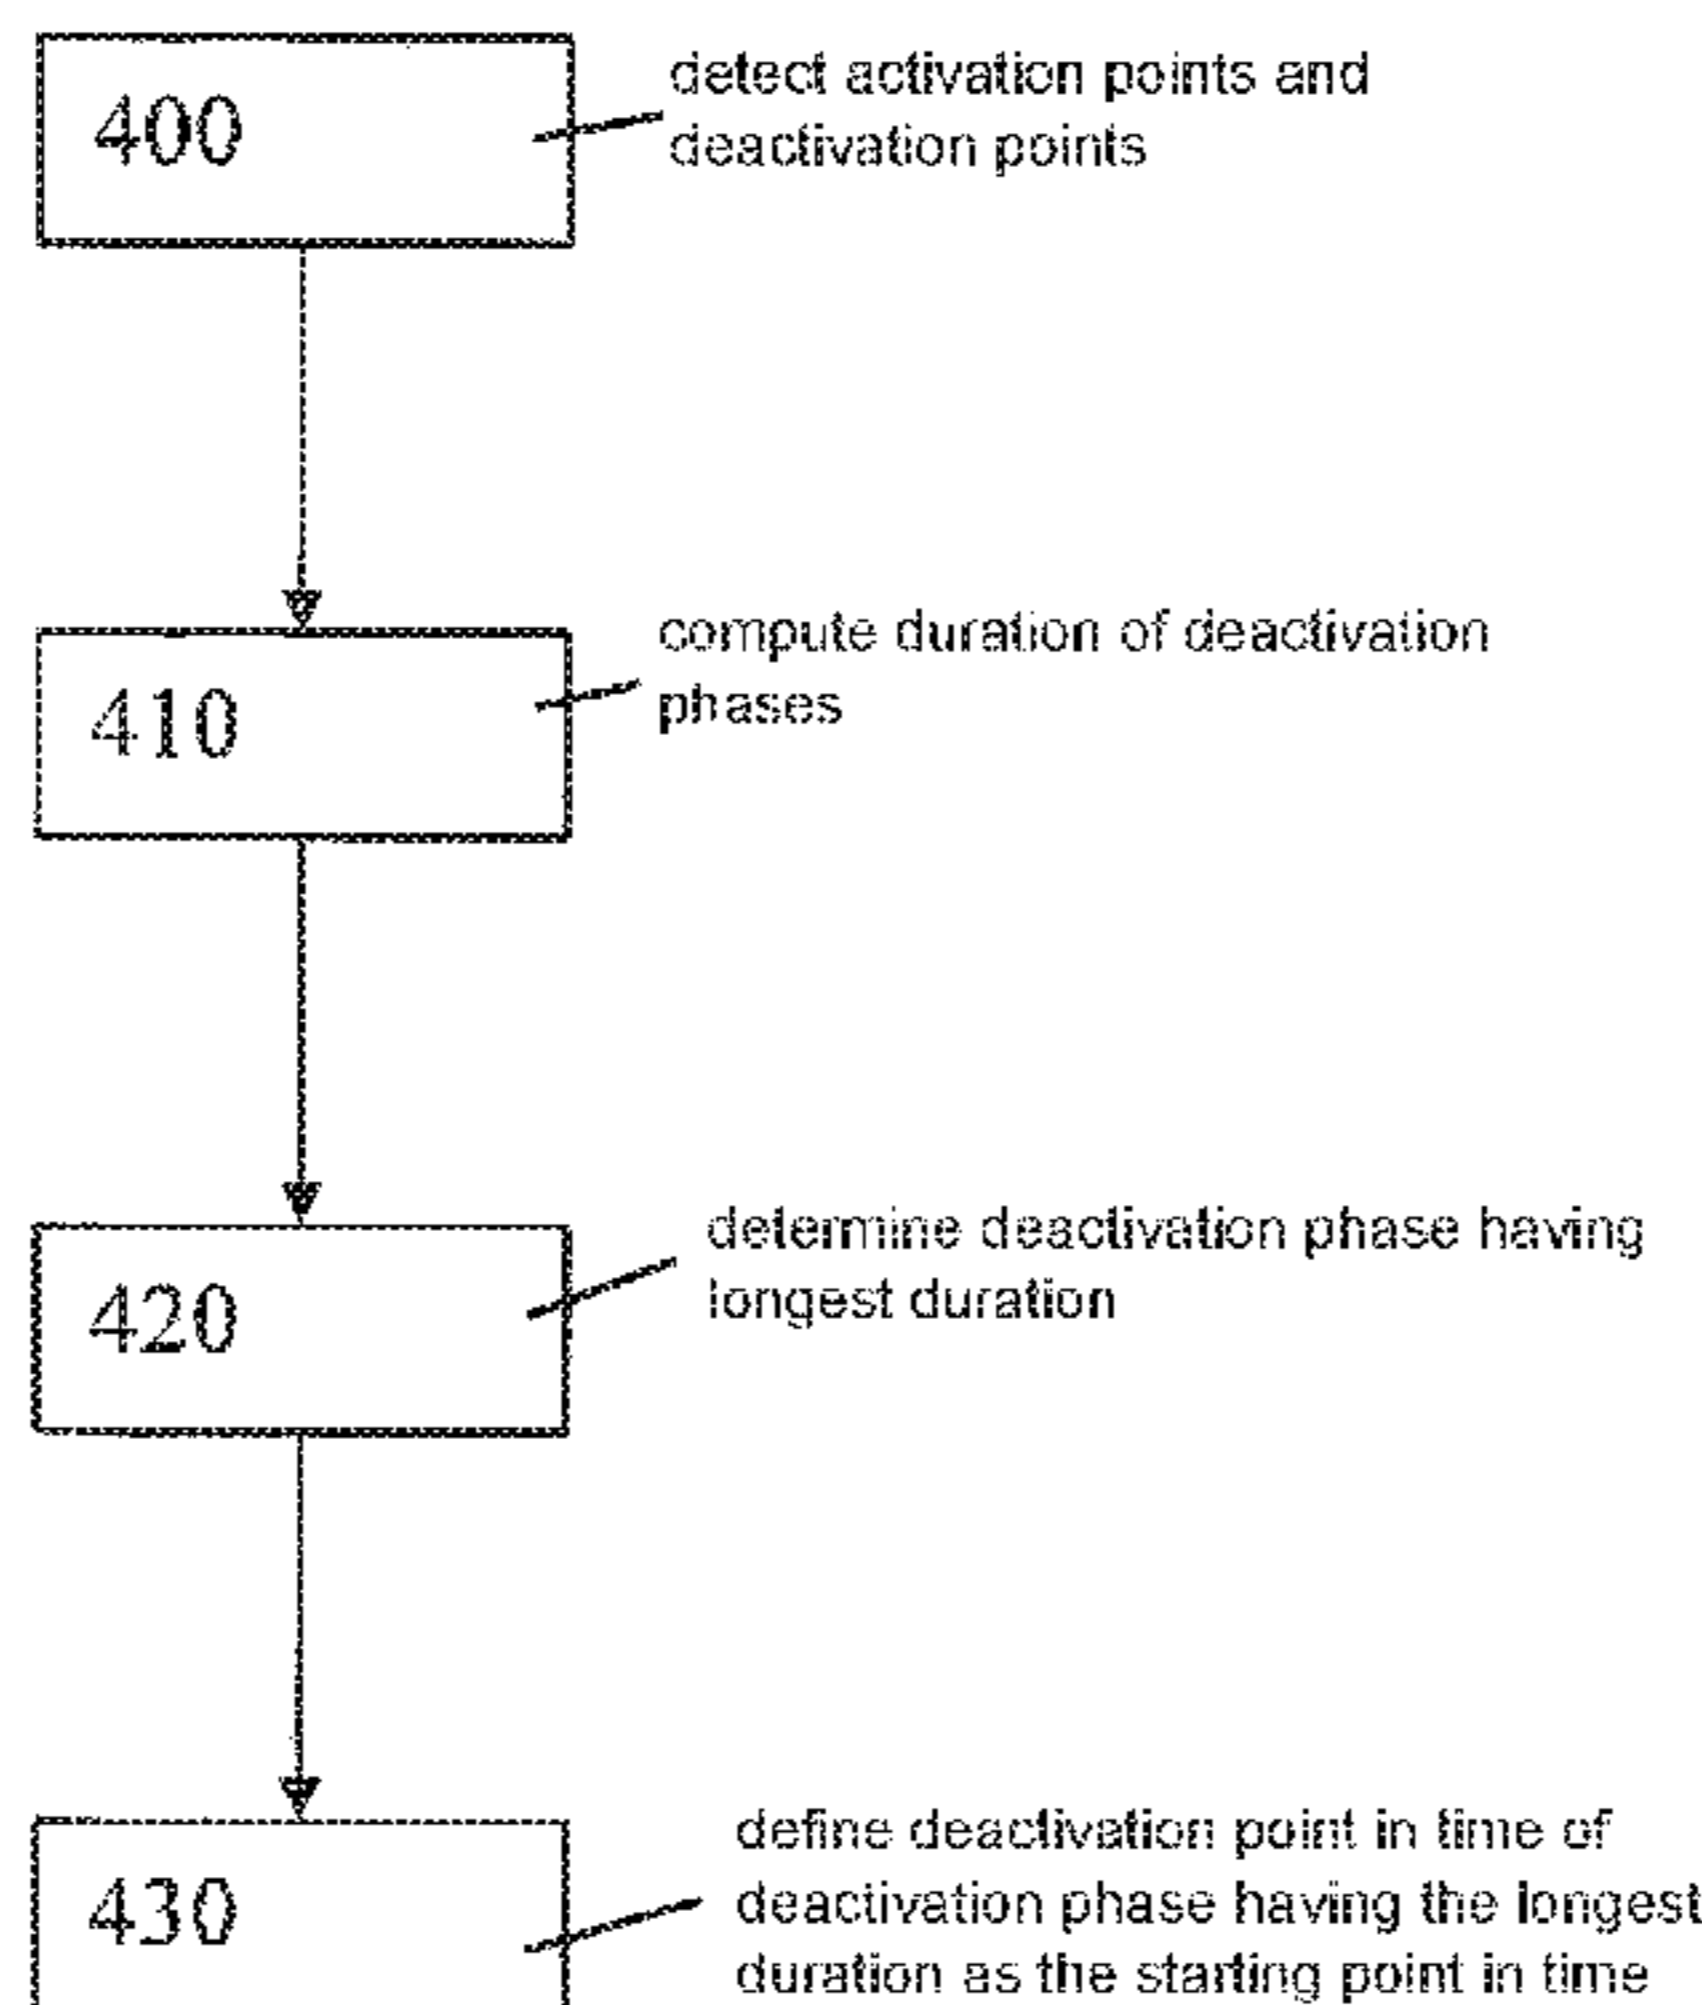 400
detect activation points and
deactivation points
410
compute duration of deactivation
phases
420
determine deactivation phase having
longest duration
430
define deactivation point in time of
deactivation phase having the longest
duration as the starting point in time